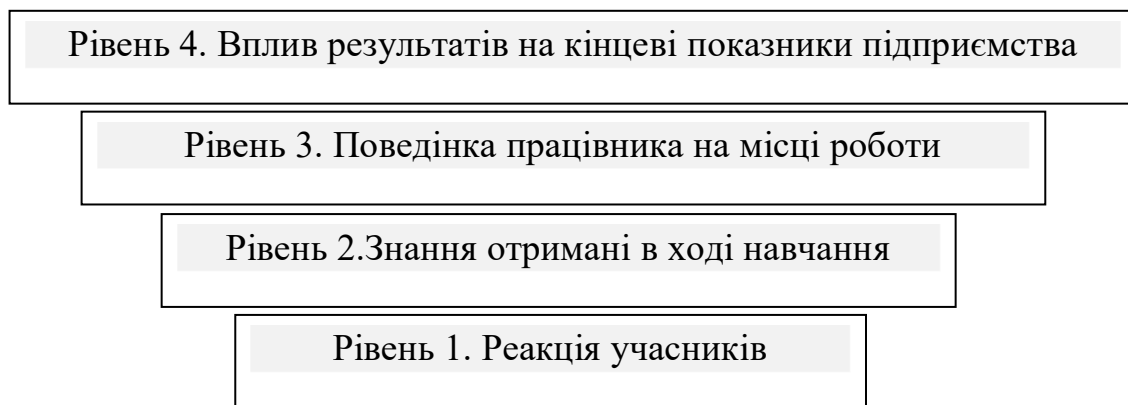 Рівень 4. Вплив результатів на кінцеві показники підприємства
Рівень 3. Поведінка працівника на місці роботи
Рівень 2.Знання отримані в ході навчання
Рівень 1. Реакція учасників